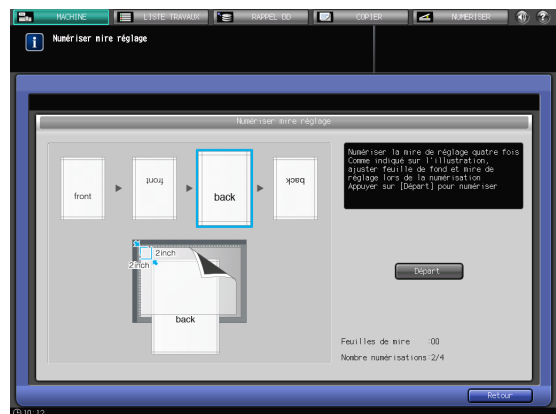 MACHINE LISTE TRAVAUX RAPPEL DD COPIER NUMERISER
Numériser mire réglage
Numériser mire réglage
front front back back
Numériser la mire de réglage quatre fois
Comme indiqué sur l'illustration,
ajuster feuille de fond et mire de
réglage lors de la numérisation
Appuyer sur [Départ] pour numériser
2inch
2inch
back
Départ
Feuilles de mire :00
Nombre numérisations :2/4
Retour
10:12